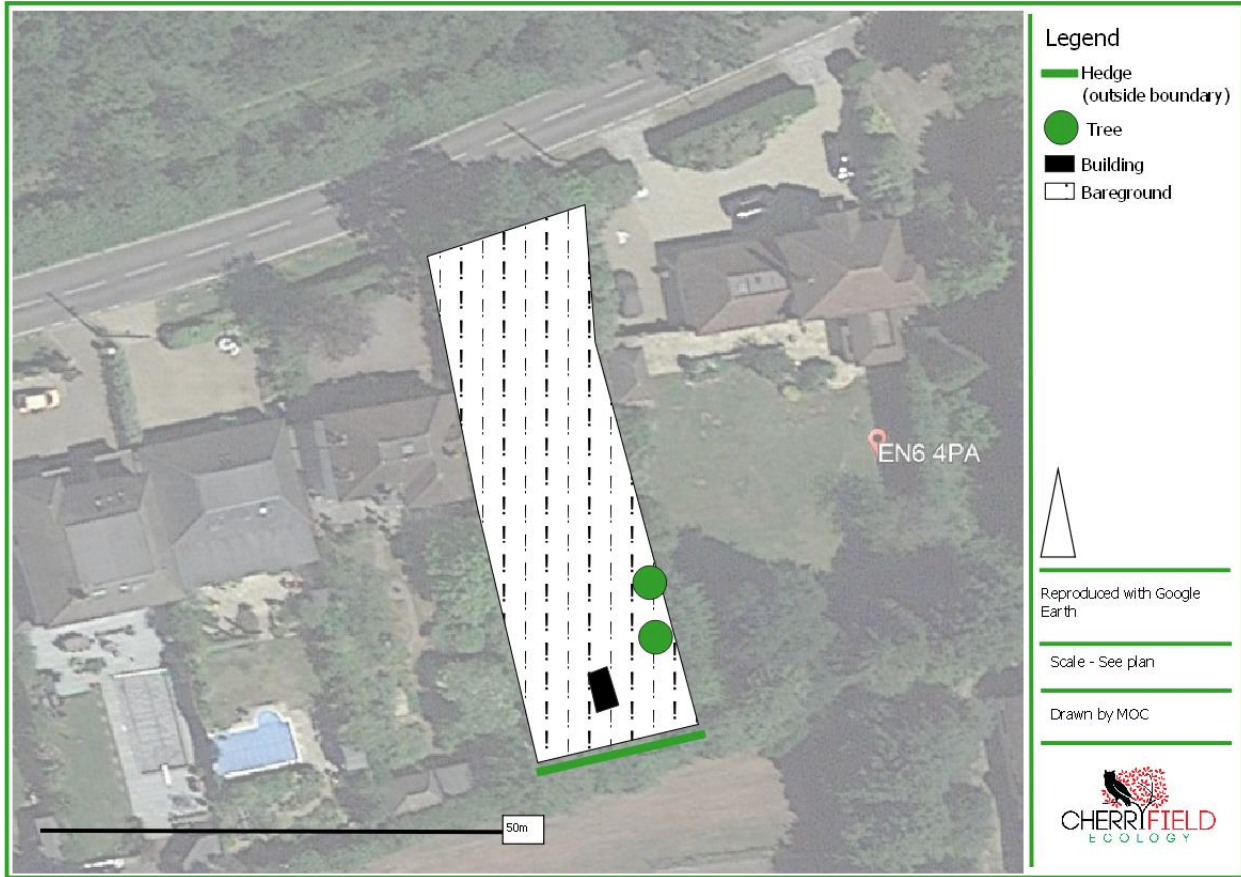 Legend
Hedge
(outside boundary)
Tree
Building
Bareground
EN6 4PA
Reproduced with Google
Earth
Scale - See plan
Drawn by MOC
50m
CHERRYFIELD
ECOLOGY